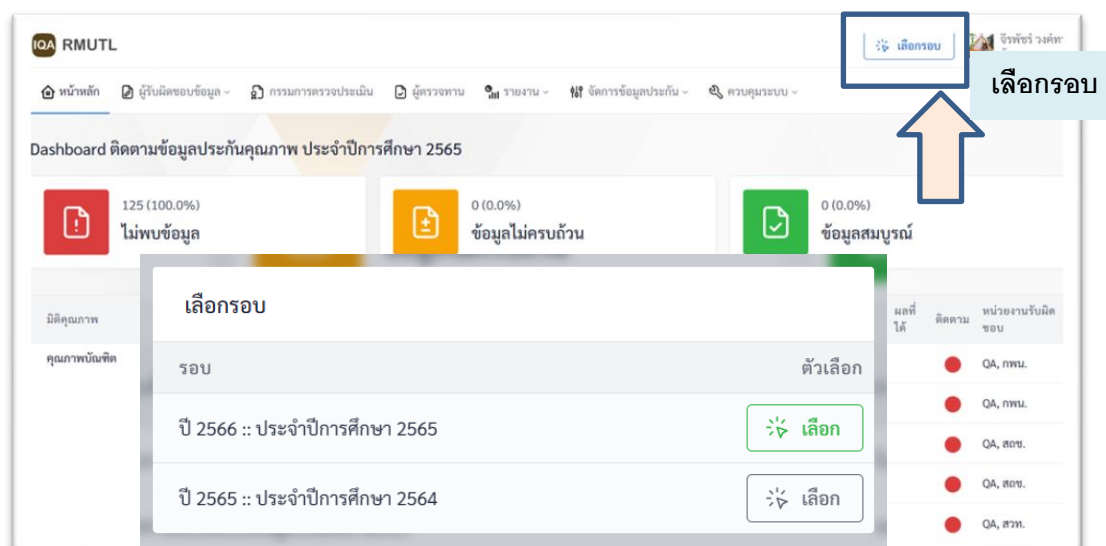 IQA RMUTL
เลือกรอบ
จิรพัชร์ วงค์ทา
เลือกรอบ
หน้าหลัก ผู้รับผิดชอบข้อมูล กรรมการตรวจประเมิน ผู้ตรวจทาน รายงาน จัดการข้อมูลประกัน ควบคุมระบบ
Dashboard ติดตามข้อมูลประกันคุณภาพ ประจำปีการศึกษา 2565
125 (100.0%)
ไม่พบข้อมูล
0 (0.0%)
ข้อมูลไม่ครบถ้วน
0 (0.0%)
ข้อมูลสมบูรณ์
มิติคุณภาพ
ผลที่
ได้
ติดตาม
หน่วยงานรับผิด
ชอบ
คุณภาพบัณฑิต
QA, กพน.
QA, กพน.
QA, สถช.
QA, สถช.
QA, สวท.
เลือกรอบ
รอบ ตัวเลือก
ปี 2566 :: ประจำปีการศึกษา 2565 เลือก
ปี 2565 :: ประจำปีการศึกษา 2564 เลือก